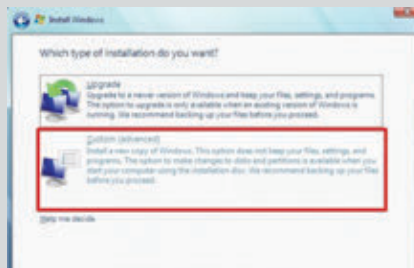 Install Windows
Which type of installation do you want?
Upgrade
Upgrade to a newer version of Windows and keep your files, settings, and programs.
The option to upgrade is only available when an existing version of Windows is
running. We recommend backing up your files before you proceed.
Custom (advanced)
Install a new copy of Windows. This option does not keep your files, settings, and
programs. The option to make changes to disks and partitions is available when you
start your computer using the installation disc. We recommend backing up your files
before you proceed.
Help me decide